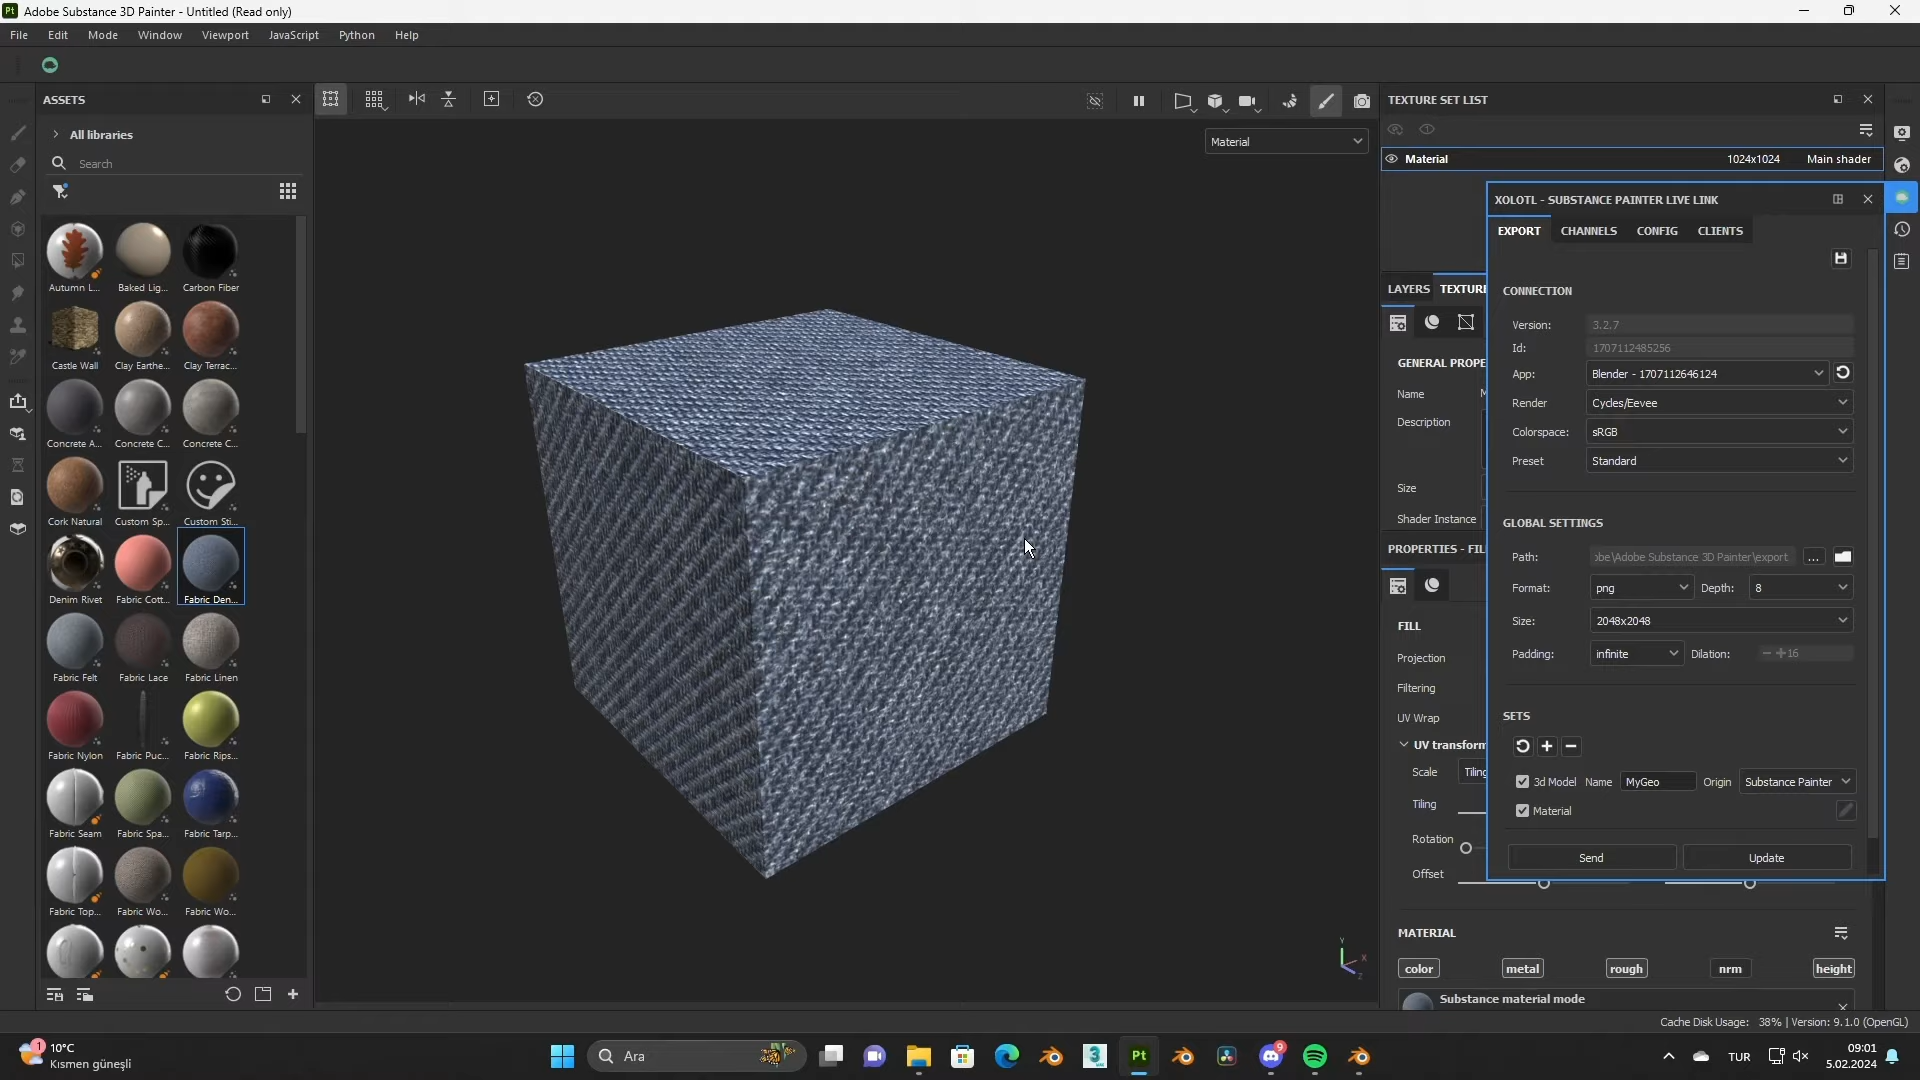 Pt Adobe Substance 3D Painter - Untitled (Read only)
File Edit Mode Window Viewport JavaScript Python Help
ASSETS
All libraries
Search
Autumn L... Baked Lig... Carbon Fiber
Castle Wall Clay Earthe... Clay Terrac...
Concrete A... Concrete C... Concrete C...
Cork Natural Custom Sp... Custom Sti...
Denim Rivet Fabric Cott... Fabric Den...
Fabric Felt Fabric Lace Fabric Linen
Fabric Nylon Fabric Puc... Fabric Rips...
Fabric Seam Fabric Spa... Fabric Tarp...
Fabric Top... Fabric Wo... Fabric Wo...
Material
Y
X
Z
TEXTURE SET LIST
Material 1024x1024 Main shader
LAYERS TEXTURE
GENERAL PROPE
Name M
Description
Size
Shader Instance
PROPERTIES - FIL
FILL
Projection
Filtering
UV Wrap
UV transform
Scale Tiling
Tiling
Rotation
Offset
XOLOTL - SUBSTANCE PAINTER LIVE LINK
EXPORT CHANNELS CONFIG CLIENTS
CONNECTION
Version: 3.2.7
Id: 1707112485256
App: Blender - 1707112646124
Render Cycles/Eevee
Colorspace: sRGB
Preset Standard
GLOBAL SETTINGS
Path: obe\Adobe Substance 3D Painter\export ...
Format: png Depth: 8
Size: 2048x2048
Padding: infinite Dilation: 16
SETS
3d Model Name MyGeo Origin Substance Painter
Material
Send Update
MATERIAL
color metal rough nrm height
Substance material mode
Cache Disk Usage: 38% | Version: 9.1.0 (OpenGL)
1
10°C
Kısmen güneşli
Ara
3
Pt
9
TUR
09:01
5.02.2024